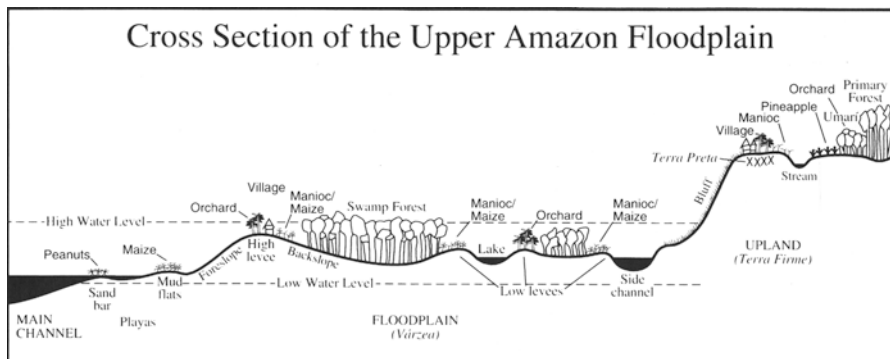 Cross Section of the Upper Amazon Floodplain
Orchard
Primary
Forest
Pineapple
Umarí
Manioc
Village
Terra Preta
XXXX
Stream
Bluff
UPLAND
(Terra Firme)
High Water Level
Village
Orchard
Manioc/
Maize
Swamp Forest
Manioc/
Maize
Orchard
Manioc/
Maize
Peanuts
Maize
Foreslope
High
levee
Backslope
Lake
Low Water Level
Low levees
Side
channel
Sand
bar
Mud
flats
MAIN
CHANNEL
Playas
FLOODPLAIN
(Várzea)